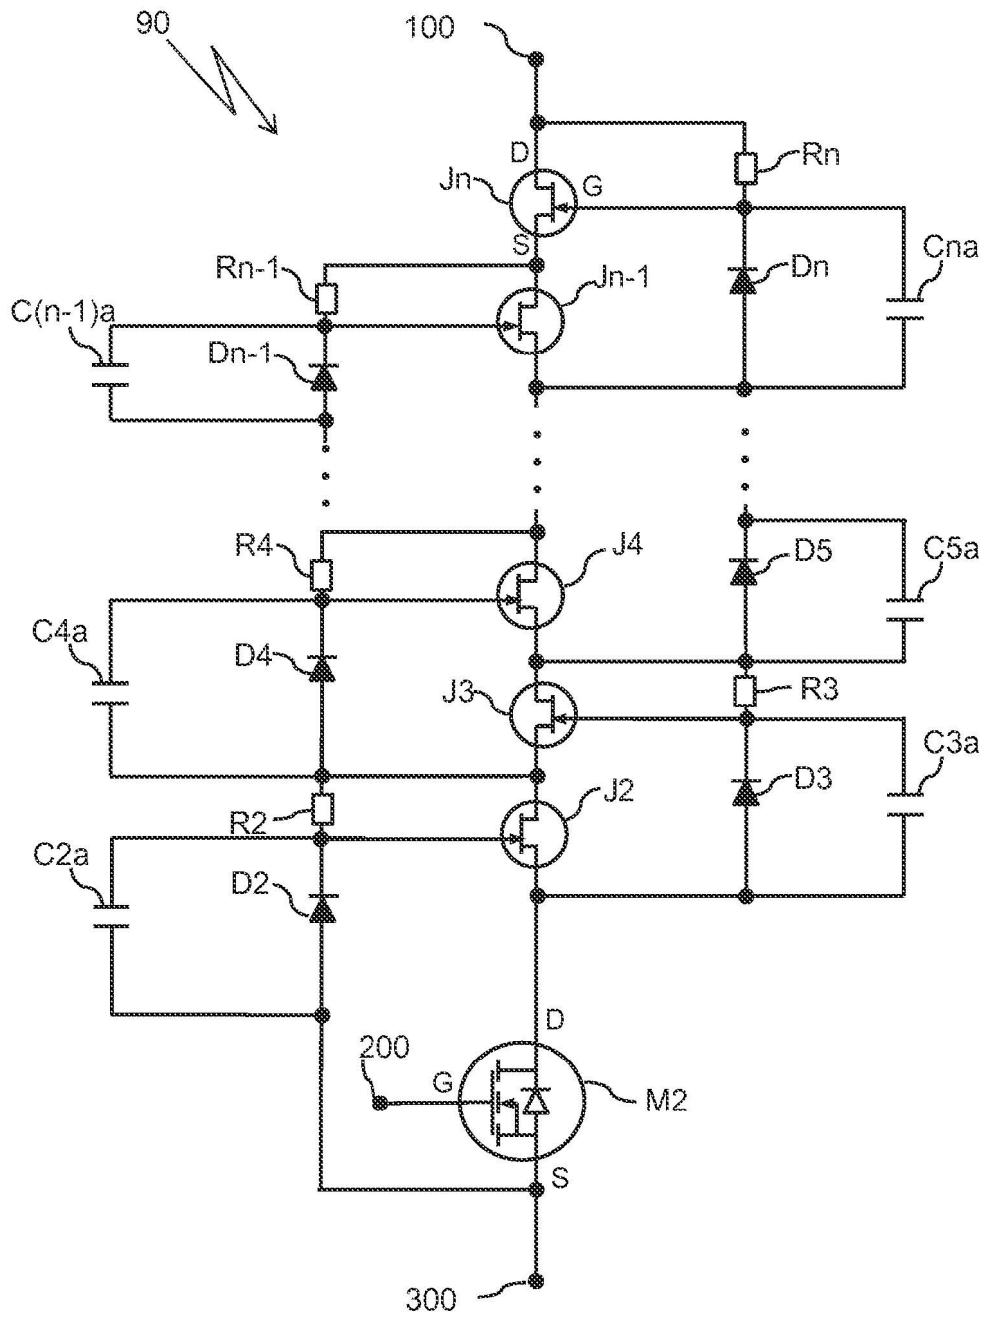 90
100
D
Rn
Jn
G
S
Cna
Rn-1
Jn-1
Dn
C(n-1)a
Dn-1
R4
J4
D5
C5a
C4a
D4
J3
R3
C3a
R2
J2
D3
C2a
D2
D
200
G
M2
S
300